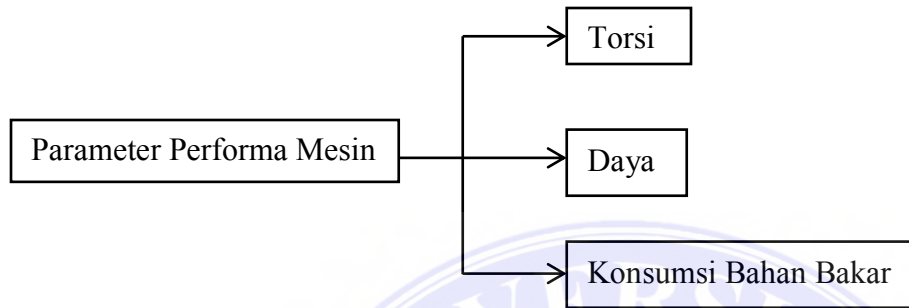 Torsi
Parameter Performa Mesin
Daya
Konsumsi Bahan Bakar